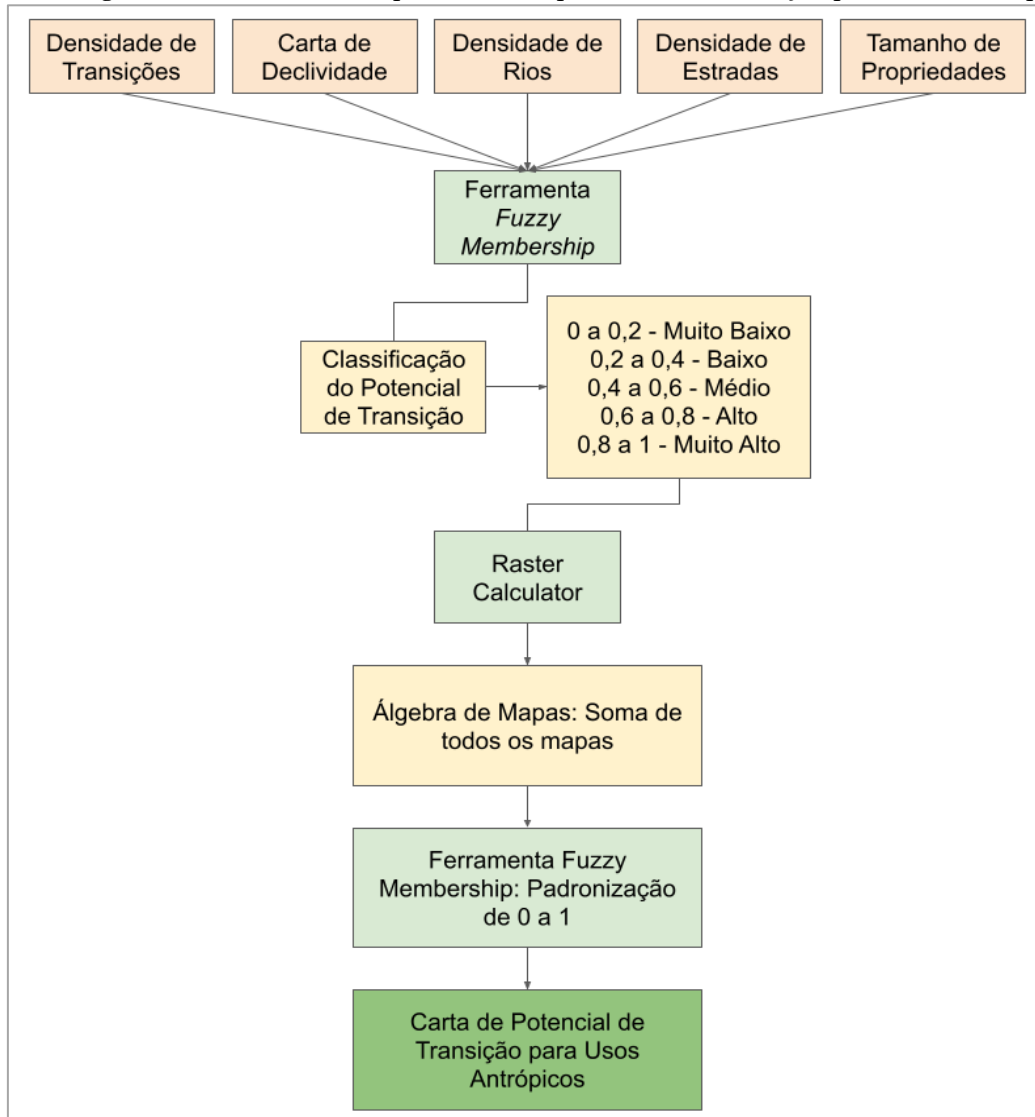 Densidade de
Transições
Carta de
Declividade
Densidade de
Rios
Densidade de
Estradas
Tamanho de
Propriedades
Ferramenta
Fuzzy
Membership
Classificação
do Potencial
de Transição
0 a 0,2 - Muito Baixo
0,2 a 0,4 - Baixo
0,4 a 0,6 - Médio
0,6 a 0,8 - Alto
0,8 a 1 - Muito Alto
Raster
Calculator
Álgebra de Mapas: Soma de
todos os mapas
Ferramenta Fuzzy
Membership: Padronização
de 0 a 1
Carta de Potencial de
Transição para Usos
Antrópicos